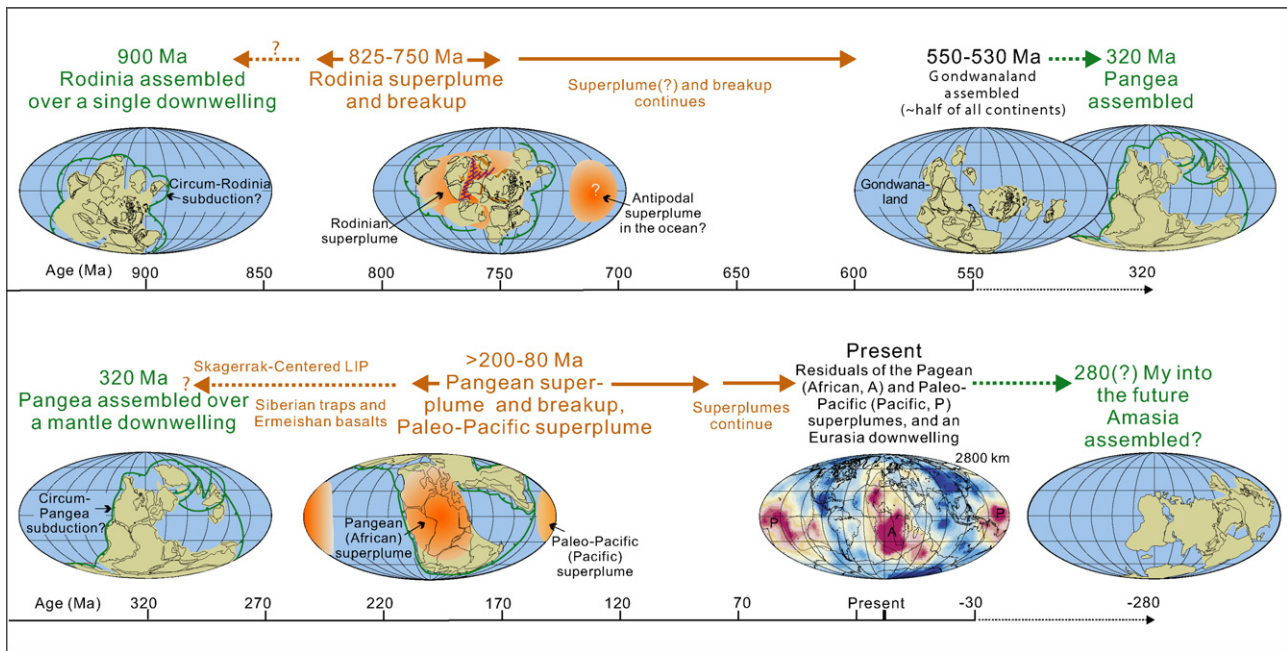 900 Ma
Rodinia assembled
over a single downwelling
?
825-750 Ma
Rodinia superplume
and breakup
Superplume(?) and breakup
continues
550-530 Ma
Gondwanaland
assembled
(~half of all continents)
320 Ma
Pangea
assembled
Circum-Rodinia
subduction?
Rodinian
superplume
?
Antipodal
superplume
in the ocean?
Gondwana-
land
Age (Ma)
900
850
800
750
700
650
600
550
320
320 Ma
Pangea assembled over
a mantle downwelling
?
Skagerrak-Centered LIP
Siberian traps and
Ermeishan basalts
>200-80 Ma
Pangean super-
plume and breakup,
Paleo-Pacific superplume
Superplumes
continue
Present
Residuals of the Pagean
(African, A) and Paleo-
Pacific (Pacific, P)
superplumes, and an
Eurasia downwelling
280(?) My into
the future
Amasia
assembled?
2800 km
Circum-
Pangea
subduction?
Pangean
(African)
superplume
Paleo-Pacific
(Pacific)
superplume
P
A
P
Age (Ma)
320
270
220
170
120
70
Present
-30
-280